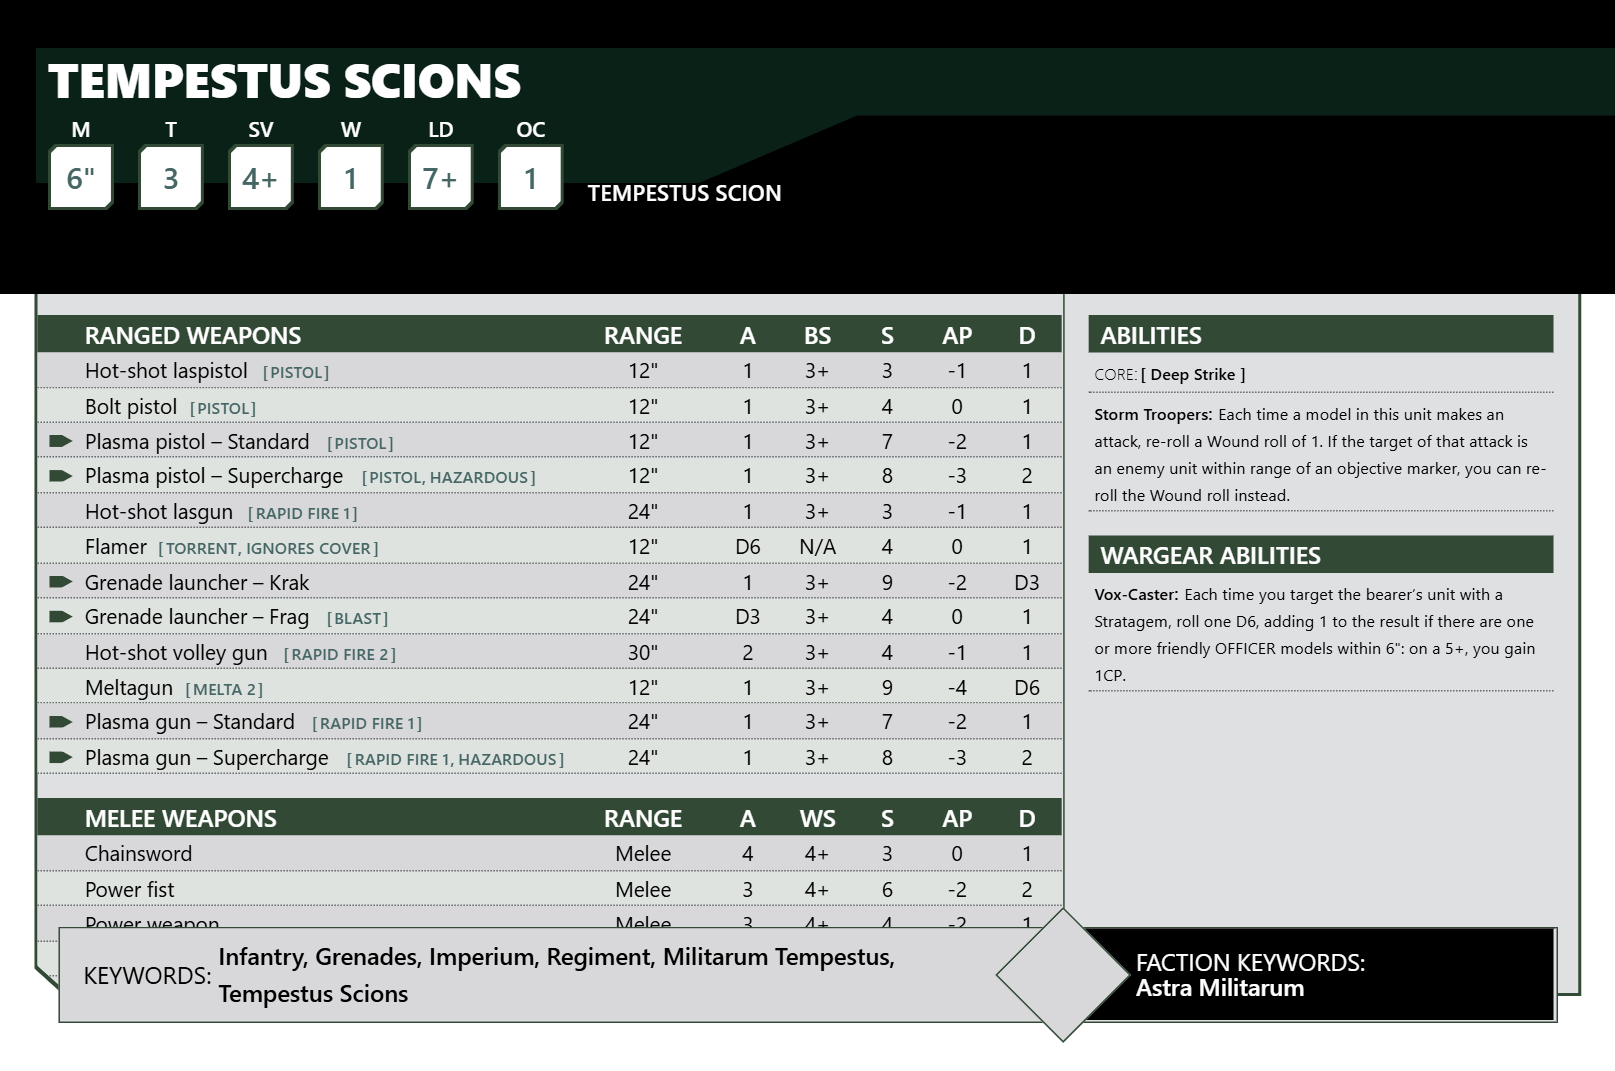 TEMPESTUS SCIONS
M T SV W LD OC
6" 3 4+ 1 7+ 1 TEMPESTUS SCION
RANGED WEAPONS RANGE A BS S AP D
Hot-shot laspistol [PISTOL] 12" 1 3+ 3 -1 1
Bolt pistol [PISTOL] 12" 1 3+ 4 0 1
Plasma pistol – Standard [PISTOL] 12" 1 3+ 7 -2 1
Plasma pistol – Supercharge [PISTOL, HAZARDOUS] 12" 1 3+ 8 -3 2
Hot-shot lasgun [RAPID FIRE 1] 24" 1 3+ 3 -1 1
Flamer [TORRENT, IGNORES COVER] 12" D6 N/A 4 0 1
Grenade launcher – Krak 24" 1 3+ 9 -2 D3
Grenade launcher – Frag [BLAST] 24" D3 3+ 4 0 1
Hot-shot volley gun [RAPID FIRE 2] 30" 2 3+ 4 -1 1
Meltagun [MELTA 2] 12" 1 3+ 9 -4 D6
Plasma gun – Standard [RAPID FIRE 1] 24" 1 3+ 7 -2 1
Plasma gun – Supercharge [RAPID FIRE 1, HAZARDOUS] 24" 1 3+ 8 -3 2
MELEE WEAPONS RANGE A WS S AP D
Chainsword Melee 4 4+ 3 0 1
Power fist Melee 3 4+ 6 -2 2
Power weapon Melee 3 4+ 4 -2 1
ABILITIES
CORE: [ Deep Strike ]
Storm Troopers: Each time a model in this unit makes an
attack, re-roll a Wound roll of 1. If the target of that attack is
an enemy unit within range of an objective marker, you can re-
roll the Wound roll instead.
WARGEAR ABILITIES
Vox-Caster: Each time you target the bearer’s unit with a
Stratagem, roll one D6, adding 1 to the result if there are one
or more friendly OFFICER models within 6": on a 5+, you gain
1CP.
KEYWORDS: Infantry, Grenades, Imperium, Regiment, Militarum Tempestus,
Tempestus Scions
FACTION KEYWORDS:
Astra Militarum